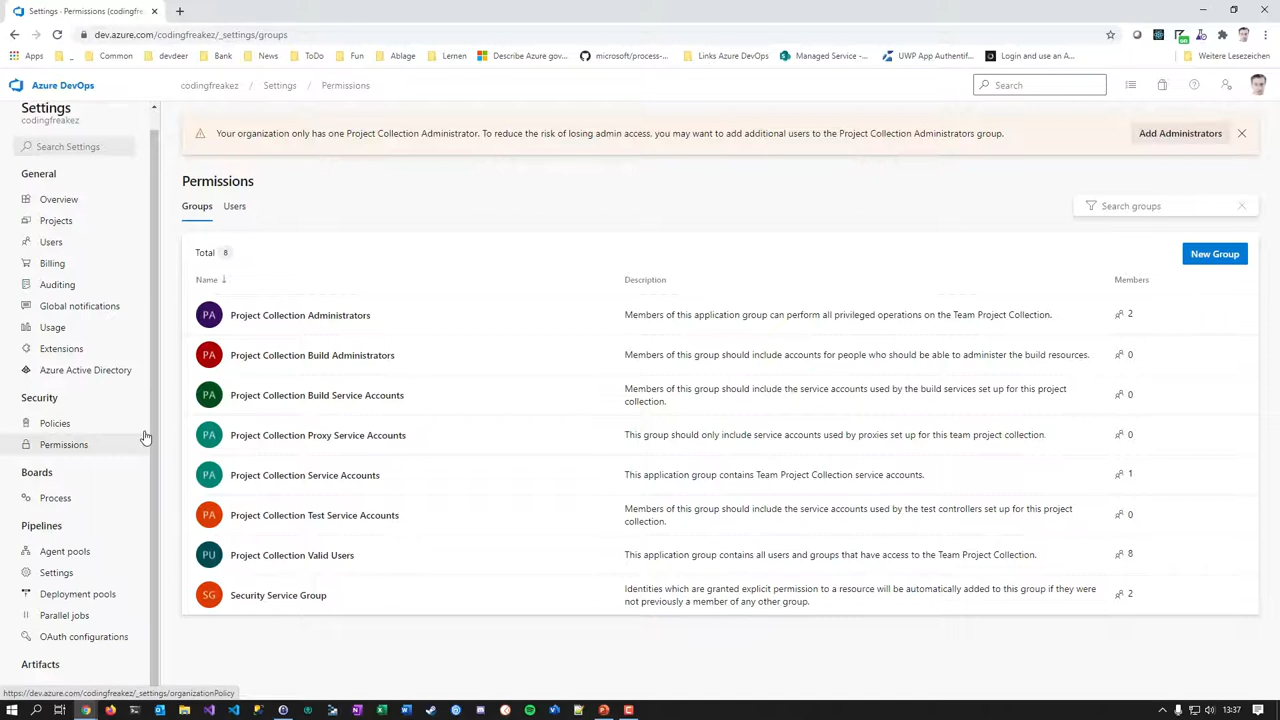 Settings - Permissions (codingfreakez
dev.azure.com/codingfreakez/_settings/groups
Apps
Common
devdeer
Bank
News
ToDo
Fun
Ablage
Lernen
Describe Azure gov...
microsoft/process-...
Links Azure DevOps
Managed Service -...
UWP App Authentif...
Login and use an A...
Weitere Lesezeichen
Azure DevOps
codingfreakez / Settings / Permissions
Search
Settings
codingfreakez
Search Settings
General
Overview
Projects
Users
Billing
Auditing
Global notifications
Usage
Extensions
Azure Active Directory
Security
Policies
Permissions
Boards
Process
Pipelines
Agent pools
Settings
Deployment pools
Parallel jobs
OAuth configurations
Artifacts
Your organization only has one Project Collection Administrator. To reduce the risk of losing admin access, you may want to add additional users to the Project Collection Administrators group.
Add Administrators
Permissions
Groups
Users
Search groups
Total 8
New Group
Name
Description
Members
PA Project Collection Administrators
Members of this application group can perform all privileged operations on the Team Project Collection.
2
PA Project Collection Build Administrators
Members of this group should include accounts for people who should be able to administer the build resources.
0
PA Project Collection Build Service Accounts
Members of this group should include the service accounts used by the build services set up for this project
collection.
0
PA Project Collection Proxy Service Accounts
This group should only include service accounts used by proxies set up for this team project collection.
0
PA Project Collection Service Accounts
This application group contains Team Project Collection service accounts.
1
PA Project Collection Test Service Accounts
Members of this group should include the service accounts used by the test controllers set up for this project
collection.
0
PU Project Collection Valid Users
This application group contains all users and groups that have access to the Team Project Collection.
8
SG Security Service Group
Identities which are granted explicit permission to a resource will be automatically added to this group if they were
not previously a member of any other group.
2
https://dev.azure.com/codingfreakez/_settings/organizationPolicy
13:37